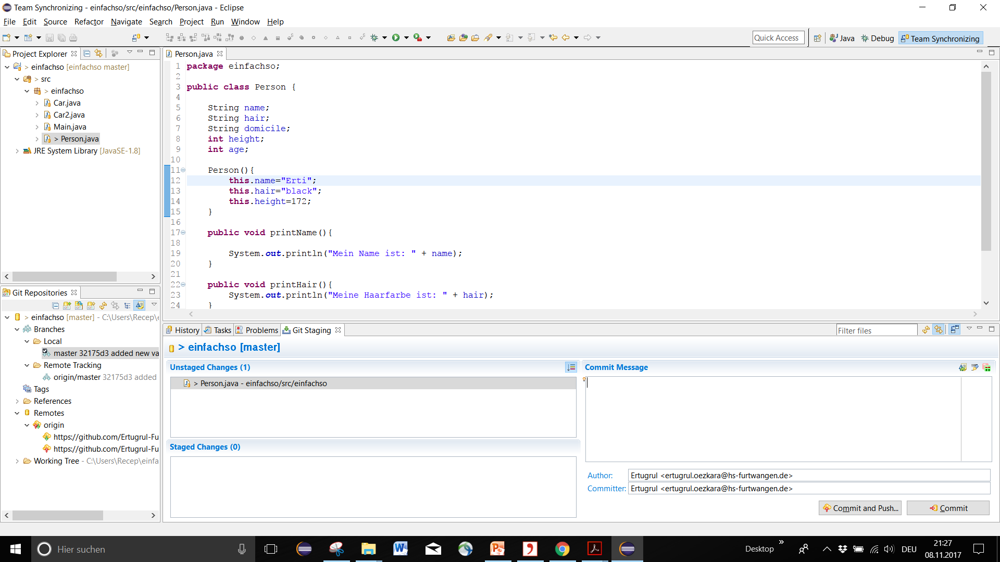 Team Synchronizing - einfachso/src/einfachso/Person.java - Eclipse
File Edit Source Refactor Navigate Search Project Run Window Help
Quick Access Java Debug Team Synchronizing
Project Explorer
> einfachso [einfachso master]
> src
> einfachso
Car.java
Car2.java
Main.java
> Person.java
JRE System Library [JavaSE-1.8]
Person.java
1 package einfachso;
2
3 public class Person {
4
5 String name;
6 String hair;
7 String domicile;
8 int height;
9 int age;
10
11 Person(){
12 this.name="Erti";
13 this.hair="black";
14 this.height=172;
15 }
16
17 public void printName(){
18
19 System.out.println("Mein Name ist: " + name);
20 }
21
22 public void printHair(){
23 System.out.println("Meine Haarfarbe ist: " + hair);
24 }
Git Repositories
> einfachso [master] - C:\Users\Recep\e
Branches
Local
master 32175d3 added new va
Remote Tracking
origin/master 32175d3 added
Tags
References
Remotes
origin
https://github.com/Ertugrul-Fu
https://github.com/Ertugrul-Fu
Working Tree - C:\Users\Recep\einfa
History Tasks Problems Git Staging Filter files
> einfachso [master]
Unstaged Changes (1)
> Person.java - einfachso/src/einfachso
Staged Changes (0)
Commit Message
Author: Ertugrul <ertugrul.oezkara@hs-furtwangen.de>
Committer: Ertugrul <ertugrul.oezkara@hs-furtwangen.de>
Commit and Push... Commit
Hier suchen
Desktop » DEU
21:27
08.11.2017